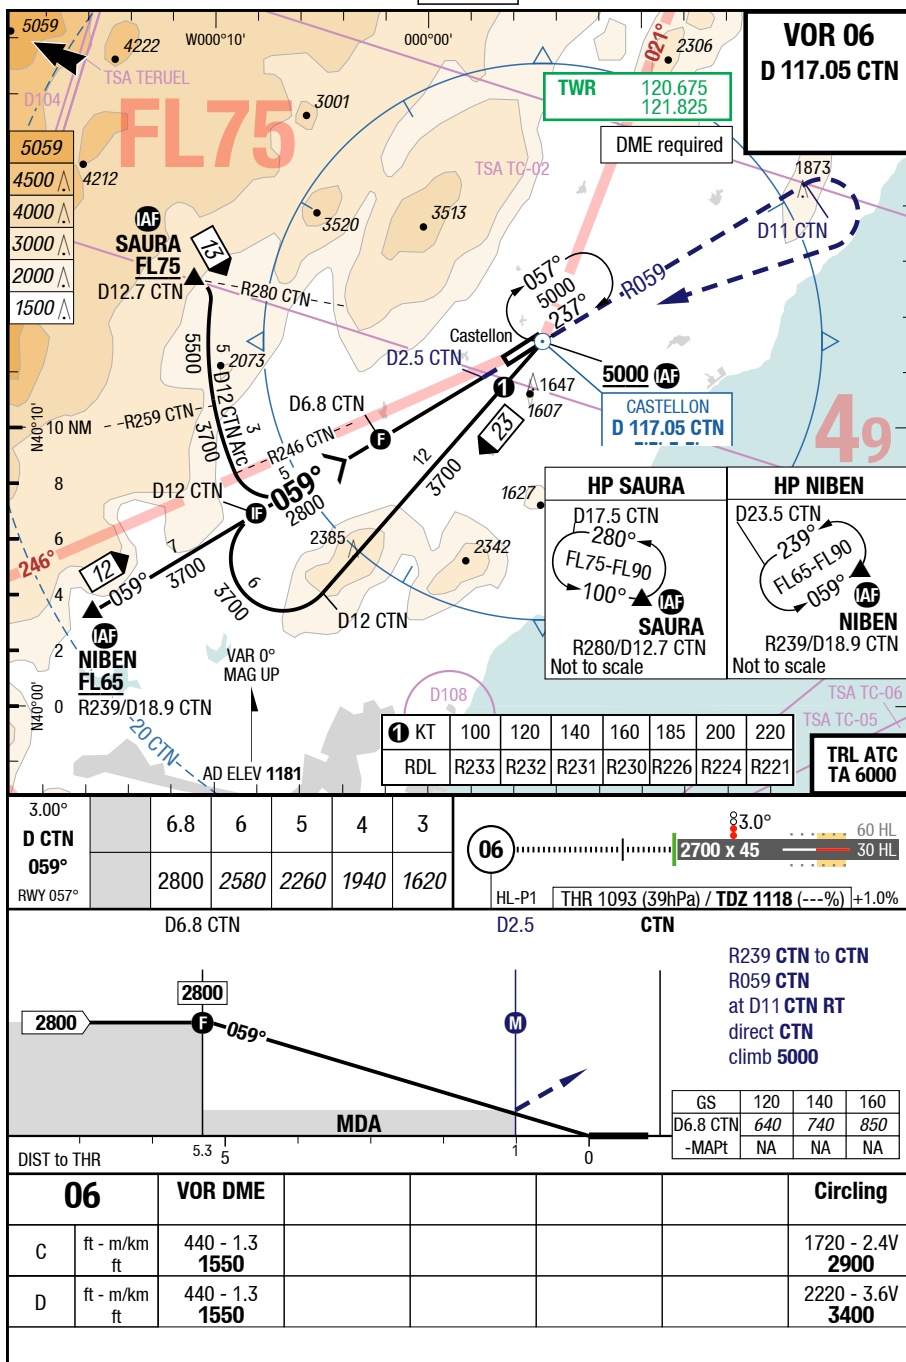 VOR 06
D 117.05 CTN
5059
4222
W000°10'
000°00'
021°
2306
TSA TERUEL
D104
FL75
3001
TWR 120.675
121.825
DME required
5059
4500
4000
3000
2000
1500
4212
TSA TC-02
1873
3520
3513
D11 CTN
IAF
SAURA
FL75
D12.7 CTN
13
R280 CTN
057°
5000
237°
R059
Castellon
D2.5 CTN
5500
5
2073
D12 CTN Arc
3
3700
5000 IAF
CASTELLON
D 117.05 CTN
1
1647
1607
D6.8 CTN
F
N40°10'
10 NM
R259 CTN
R246 CTN
23
49
8
6
4
2
0
D12 CTN
IF
5
059°
2800
12
3700
1627
246°
12
059°
7
3700
2385
2342
6
3700
D12 CTN
IAF
NIBEN
FL65
R239/D18.9 CTN
N40°00'
VAR 0°
MAG UP
20 CTN
AD ELEV 1181
D108
HP SAURA
D17.5 CTN
280°
FL75-FL90
100°
IAF
SAURA
R280/D12.7 CTN
Not to scale
HP NIBEN
D23.5 CTN
239°
FL65-FL90
059°
IAF
NIBEN
R239/D18.9 CTN
Not to scale
TSA TC-06
TSA TC-05
1 KT 100 120 140 160 185 200 220
RDL R233 R232 R231 R230 R226 R224 R221
TRL ATC
TA 6000
3.00°
D CTN
059°
RWY 057°
6.8 6 5 4 3
2800 2580 2260 1940 1620
06
3.0°
60 HL
2700 x 45
30 HL
HL-P1
THR 1093 (39hPa) / TDZ 1118 (---%)
+1.0%
D6.8 CTN
D2.5
CTN
2800
2800
F
059°
M
MDA
DIST to THR
5.3
5
1
0
R239 CTN to CTN
R059 CTN
at D11 CTN RT
direct CTN
climb 5000
GS 120 140 160
D6.8 CTN 640 740 850
-MAPt NA NA NA
06 VOR DME Circling
C ft - m/km 440 - 1.3 1720 - 2.4V
ft 1550 2900
D ft - m/km 440 - 1.3 2220 - 3.6V
ft 1550 3400